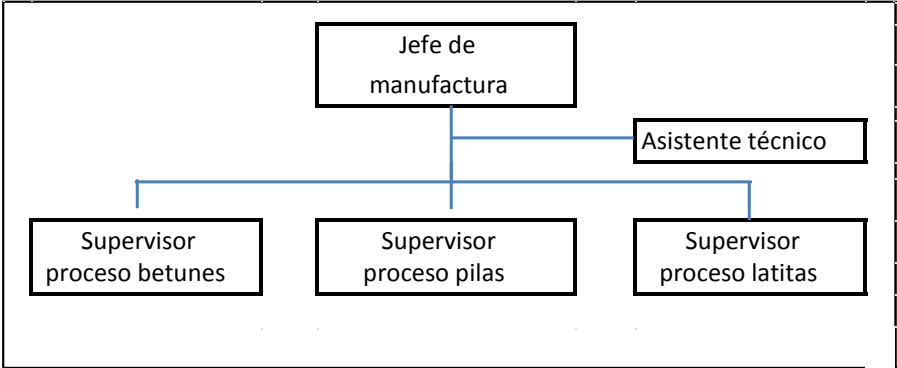 Jefe de
manufactura
Asistente técnico
Supervisor
proceso betunes
Supervisor
proceso pilas
Supervisor
proceso latitas